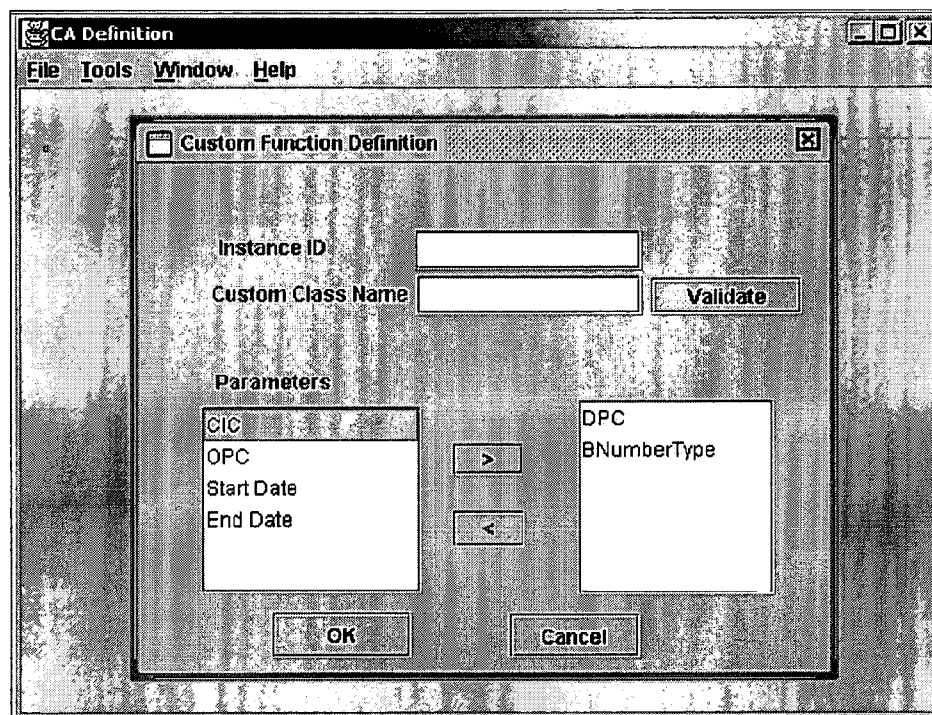 CA Definition
File Tools Window Help
Custom Function Definition
Instance ID
Custom Class Name Validate
Parameters
CIC
OPC
Start Date
End Date
>
<
DPC
BNumberType
OK Cancel